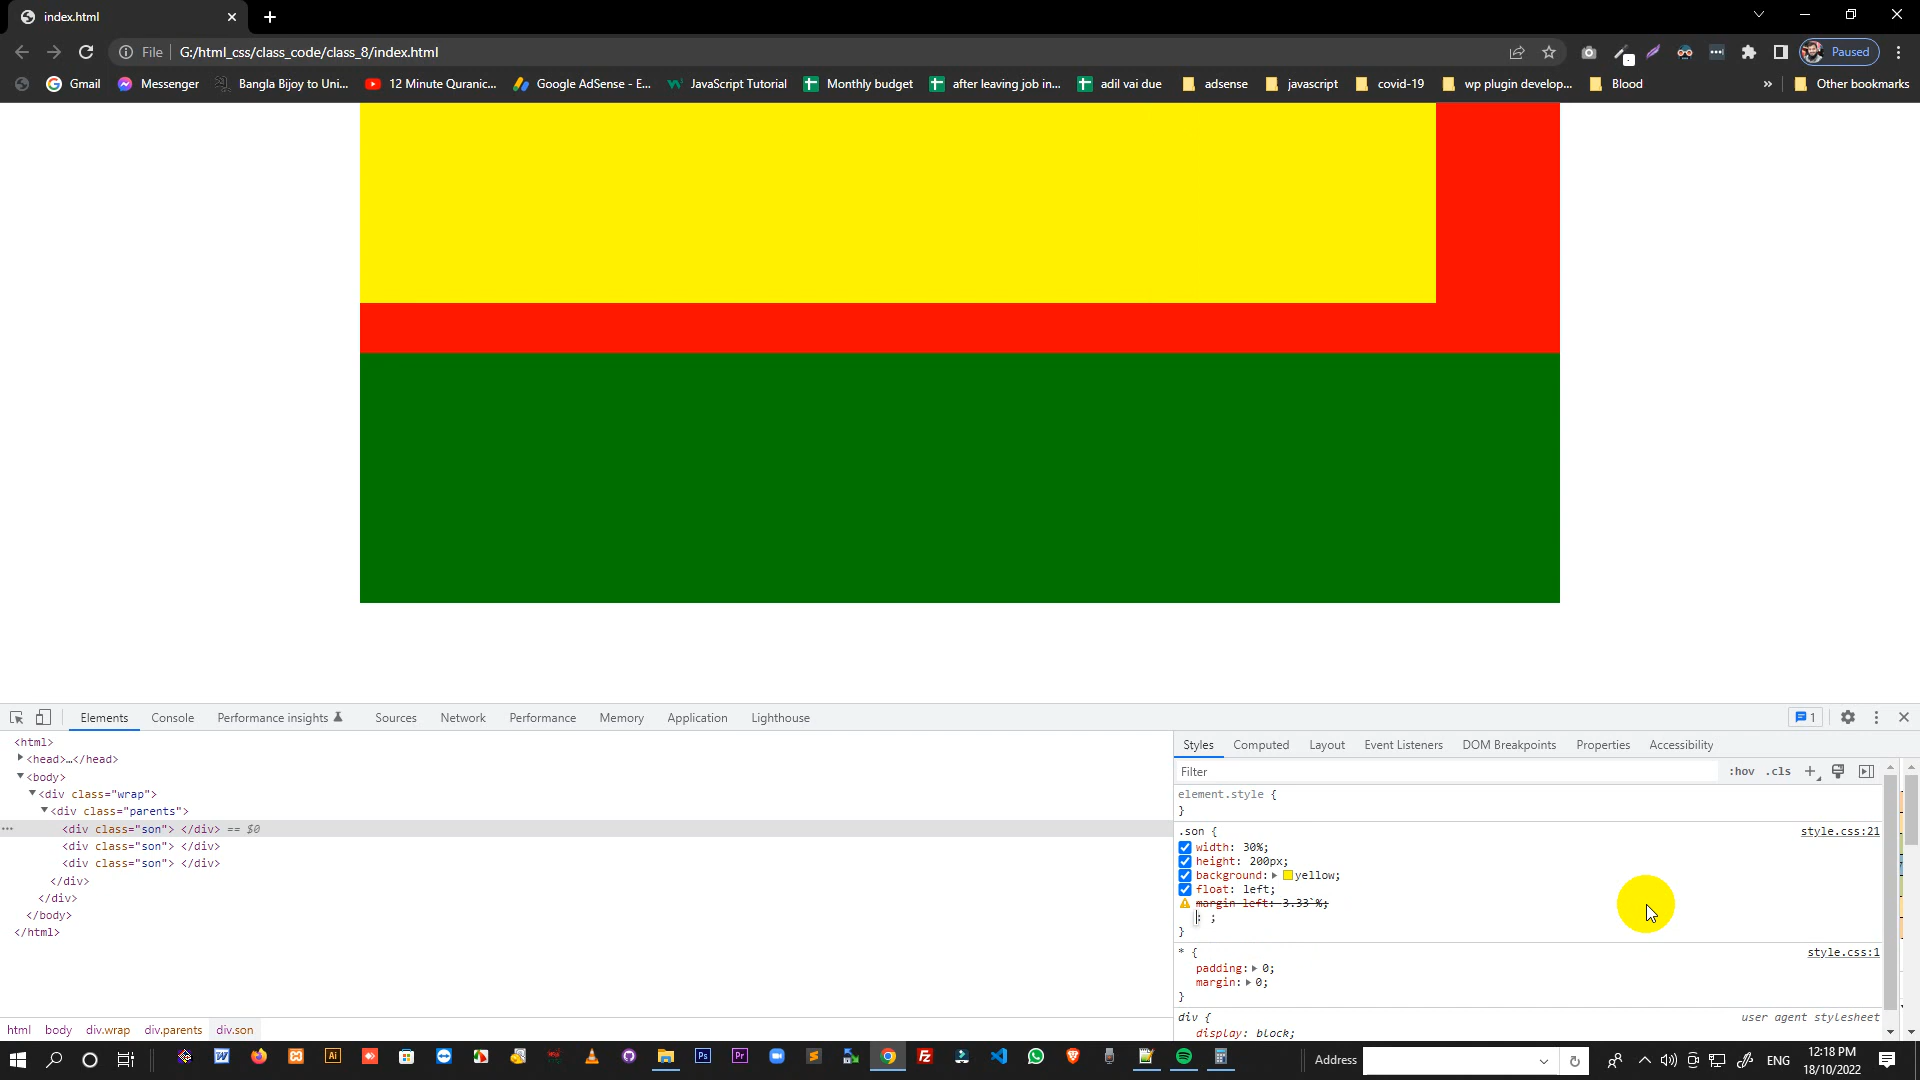 index.html
File G:/html_css/class_code/class_8/index.html Paused
Gmail Messenger Bangla Bijoy to Uni... 12 Minute Quranic... Google AdSense - E... JavaScript Tutorial Monthly budget after leaving job in... adil vai due adsense javascript covid-19 wp plugin develop... Blood » Other bookmarks
Elements Console Performance insights Sources Network Performance Memory Application Lighthouse 1
<html>
<head>…</head>
<body>
<div class="wrap">
<div class="parents">
<div class="son"> </div> == $0
<div class="son"> </div>
<div class="son"> </div>
</div>
</div>
</body>
</html>
html body div.wrap div.parents div.son
Styles Computed Layout Event Listeners DOM Breakpoints Properties Accessibility
Filter :hov .cls
element.style {
}
.son { style.css:21
width: 30%;
height: 200px;
background: yellow;
float: left;
margin left: 3.33`%;
: ;
}
* { style.css:1
padding: 0;
margin: 0;
}
div { user agent stylesheet
display: block;
Address ENG 12:18 PM
18/10/2022